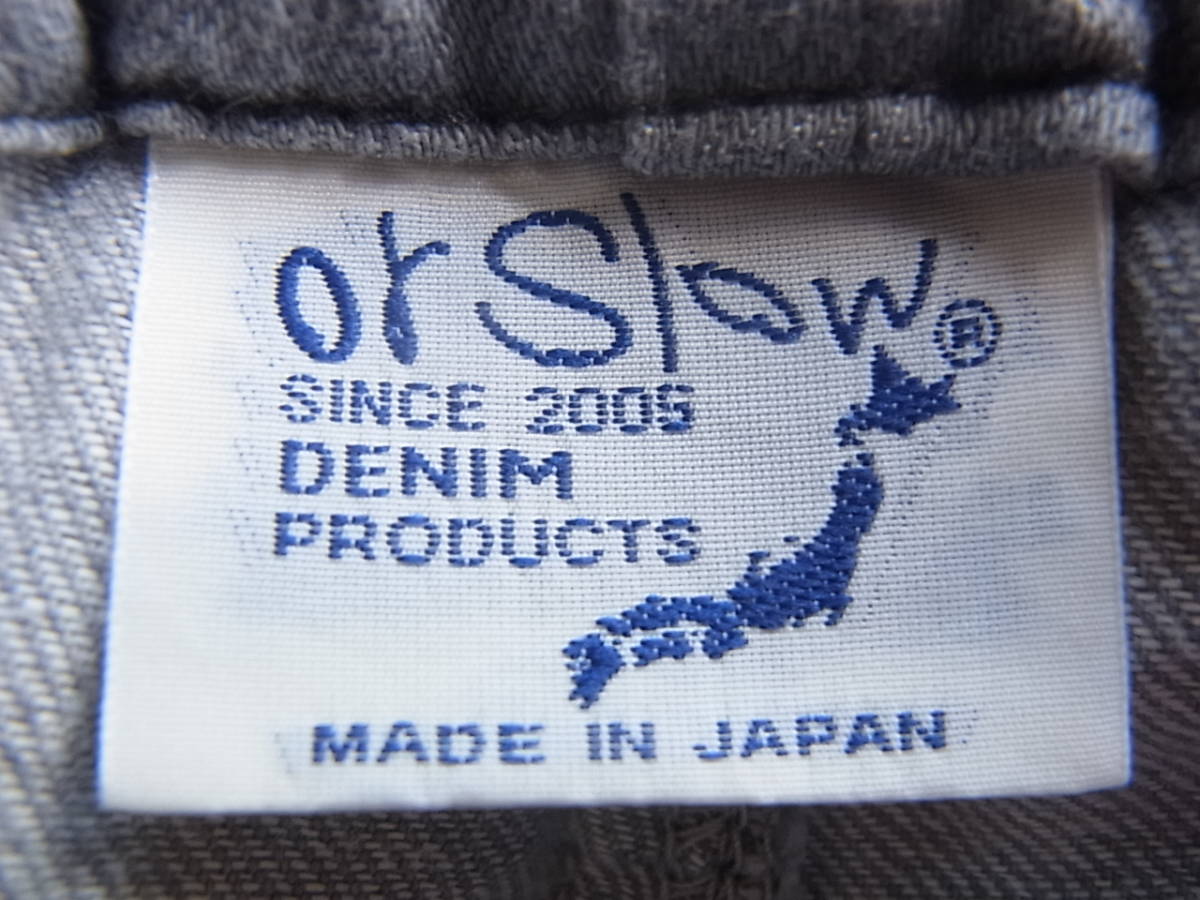 orslow®
SINCE 2005
DENIM
PRODUCTS
MADE IN JAPAN